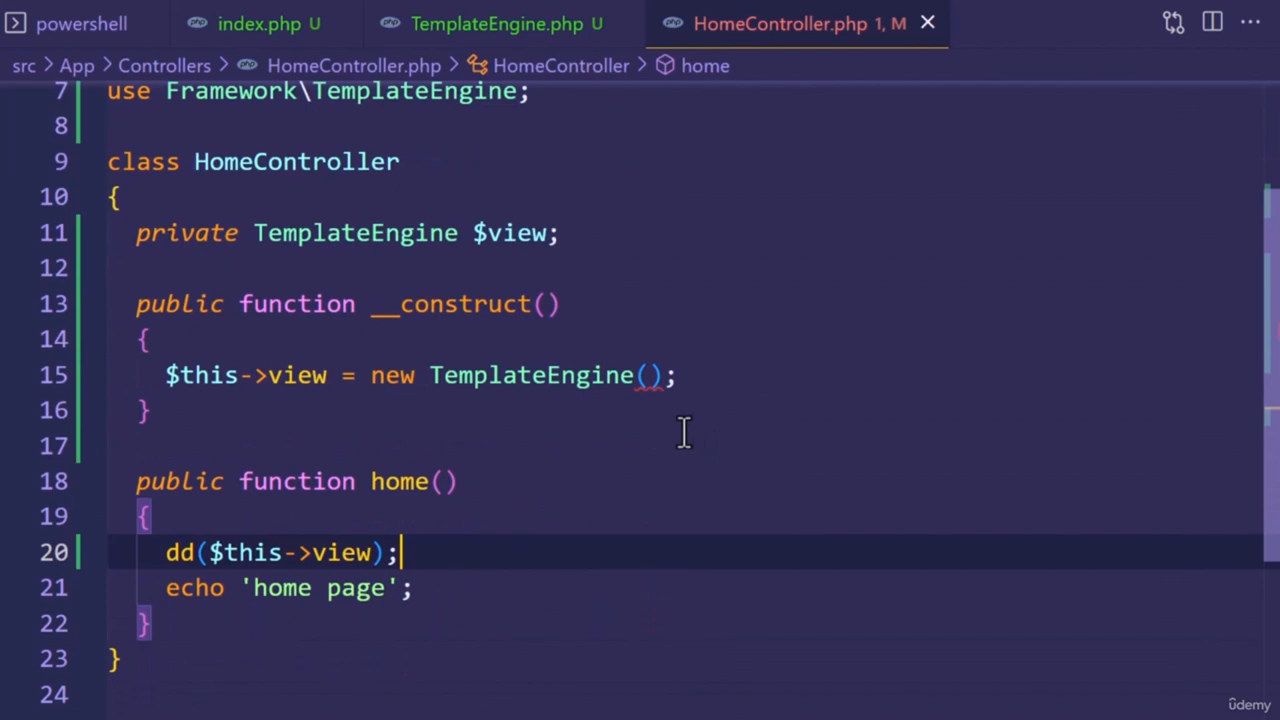 powershell index.php U TemplateEngine.php U HomeController.php 1, M
src > App > Controllers > HomeController.php > HomeController > home
7 use Framework\TemplateEngine;
8
9 class HomeController
10 {
11 private TemplateEngine $view;
12
13 public function __construct()
14 {
15 $this->view = new TemplateEngine();
16 }
17
18 public function home()
19 {
20 dd($this->view);
21 echo 'home page';
22 }
23 }
24
ûdemy